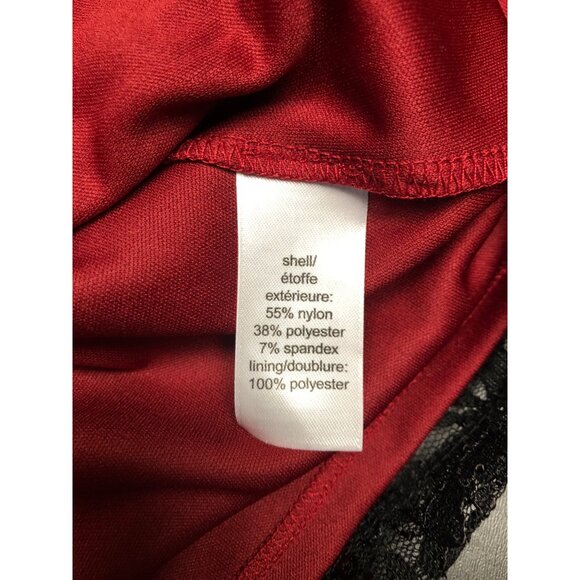 shell/
étoffe
extérieure:
55% nylon
38% polyester
7% spandex
lining/doublure:
100% polyester